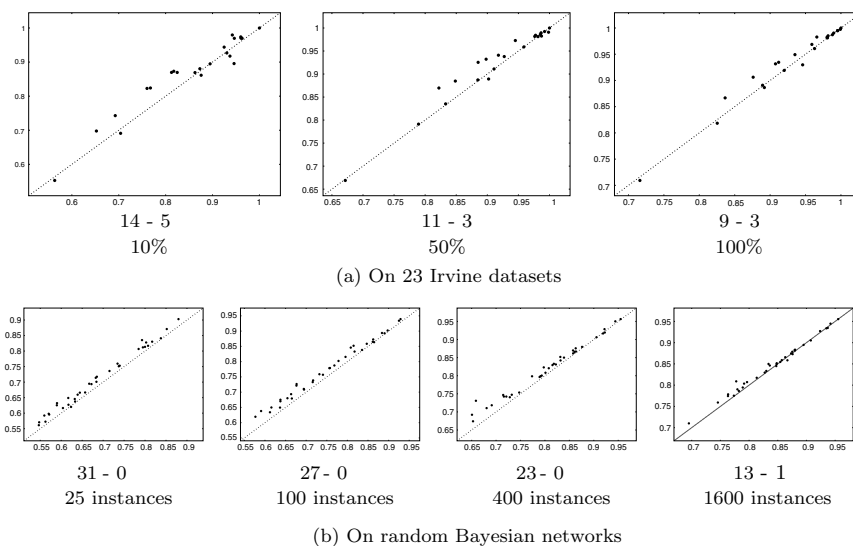 1
0.9
0.8
0.7
0.6
0.6 0.7 0.8 0.9 1
14 - 5
10%
1
0.95
0.9
0.85
0.8
0.75
0.7
0.65
0.65 0.7 0.75 0.8 0.85 0.9 0.95 1
11 - 3
50%
1
0.95
0.9
0.85
0.8
0.75
0.7
0.7 0.75 0.8 0.85 0.9 0.95 1
9 - 3
100%
(a) On 23 Irvine datasets
0.9
0.85
0.8
0.75
0.7
0.65
0.6
0.55
0.55 0.6 0.65 0.7 0.75 0.8 0.85 0.9
31 - 0
25 instances
0.95
0.9
0.85
0.8
0.75
0.7
0.65
0.6
0.55
0.55 0.6 0.65 0.7 0.75 0.8 0.85 0.9 0.95
27 - 0
100 instances
0.95
0.9
0.85
0.8
0.75
0.7
0.65
0.65 0.7 0.75 0.8 0.85 0.9 0.95
23 - 0
400 instances
0.95
0.9
0.85
0.8
0.75
0.7
0.7 0.75 0.8 0.85 0.9 0.95
13 - 1
1600 instances
(b) On random Bayesian networks